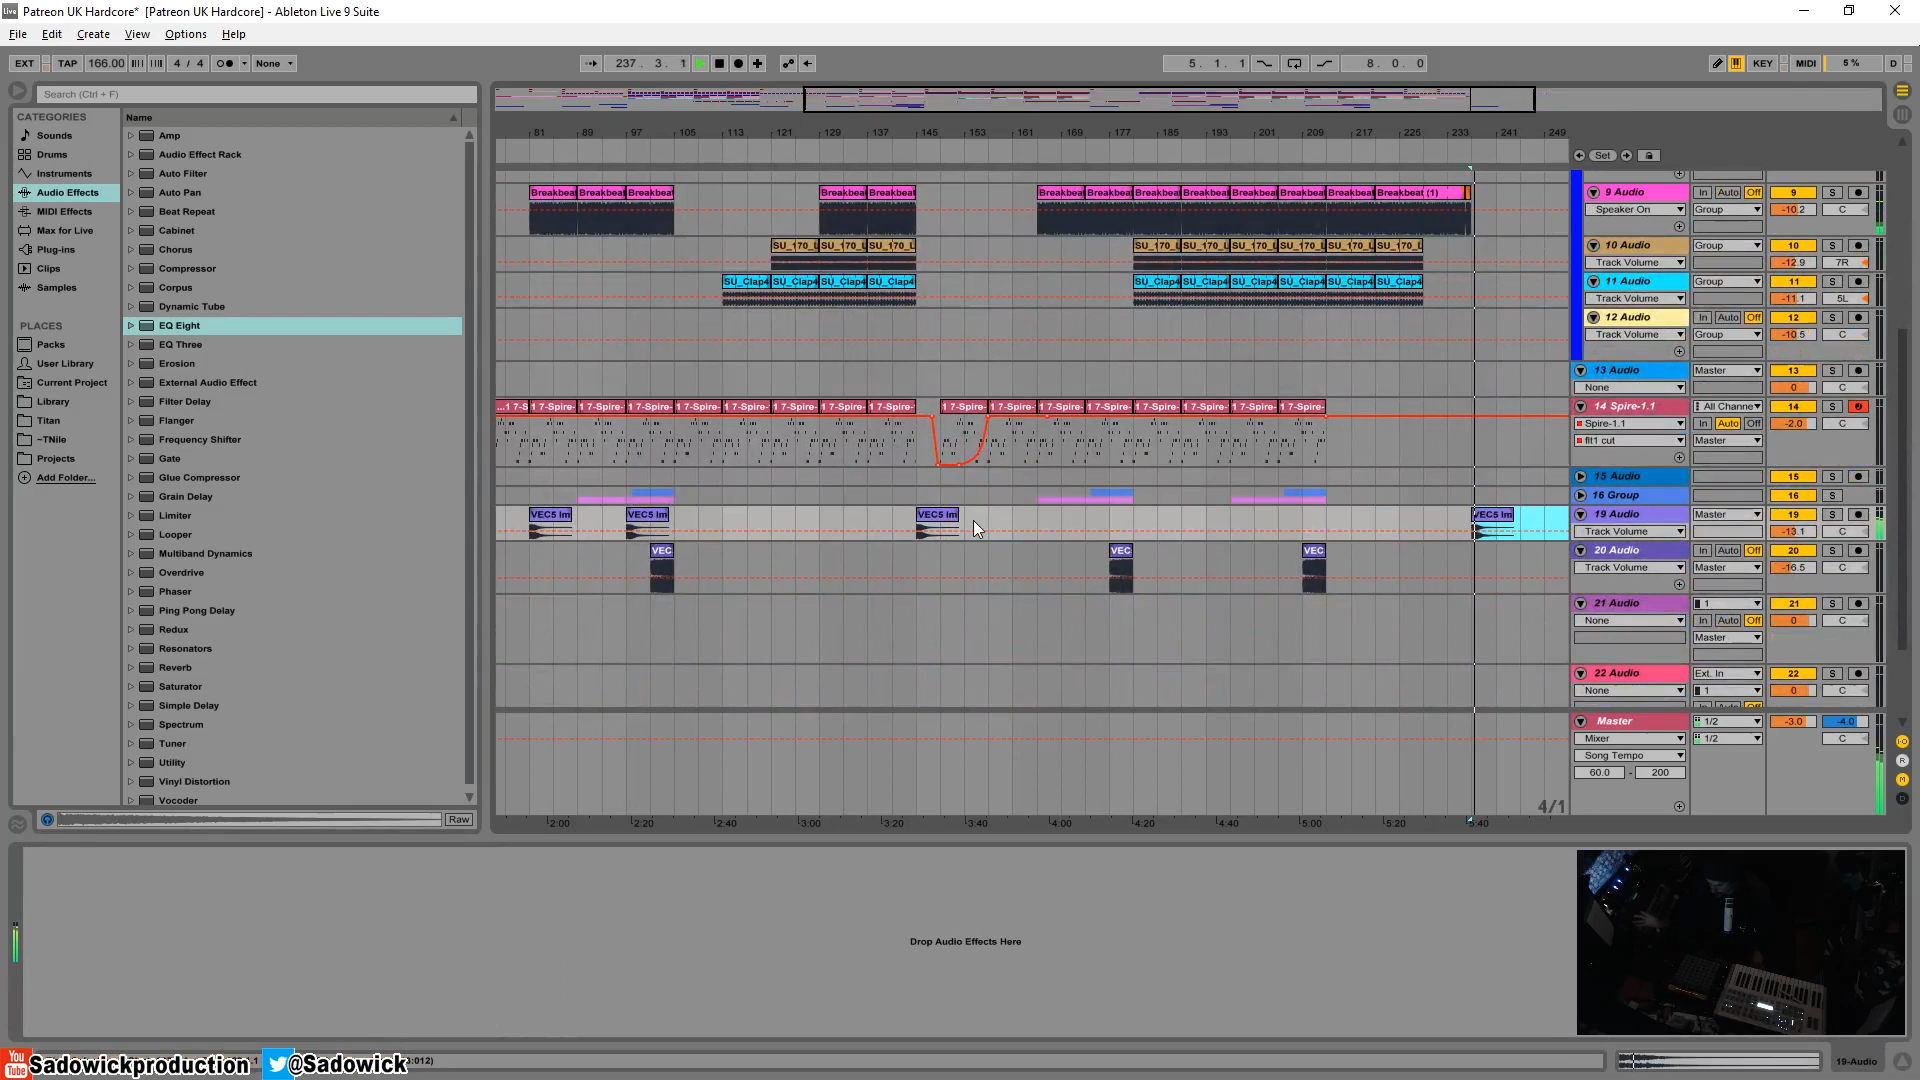 Patreon UK Hardcore* [Patreon UK Hardcore] - Ableton Live 9 Suite
File Edit Create View Options Help
EXT TAP 166.00 4 / 4 None 237 . 3 . 1 5 . 1 . 1 8 . 0 . 0 KEY MIDI 5 % D
Search (Ctrl + F)
CATEGORIES
Sounds
Drums
Instruments
Audio Effects
MIDI Effects
Max for Live
Plug-ins
Clips
Samples
PLACES
Packs
User Library
Current Project
Library
Titan
~TNile
Projects
Add Folder...
Name
Amp
Audio Effect Rack
Auto Filter
Auto Pan
Beat Repeat
Cabinet
Chorus
Compressor
Corpus
Dynamic Tube
EQ Eight
EQ Three
Erosion
External Audio Effect
Filter Delay
Flanger
Frequency Shifter
Gate
Glue Compressor
Grain Delay
Limiter
Looper
Multiband Dynamics
Overdrive
Phaser
Ping Pong Delay
Redux
Resonators
Reverb
Saturator
Simple Delay
Spectrum
Tuner
Utility
Vinyl Distortion
Vocoder
Raw
81 89 97 105 113 121 129 137 145 153 161 169 177 185 193 201 209 217 225 233 241 249
Set
Breakbeat Breakbeat Breakbeat Breakbeat Breakbeat Breakbeat Breakbeat Breakbeat Breakbeat Breakbeat Breakbeat Breakbeat Breakbeat (1)
9 Audio In Auto Off 9 S
Speaker On Group -10.2 C
SU_170_L SU_170_L SU_170_L SU_170_L SU_170_L SU_170_L SU_170_L SU_170_L SU_170_L
10 Audio Group 10 S
Track Volume -12.9 7R
SU_Clap4 SU_Clap4 SU_Clap4 SU_Clap4 SU_Clap4 SU_Clap4 SU_Clap4 SU_Clap4 SU_Clap4 SU_Clap4
11 Audio Group 11 S
Track Volume -11.1 5L
12 Audio In Auto Off 12 S
Track Volume Group -10.5 C
13 Audio Master 13 S
None 0 C
...1 7-S 1 7-Spire- 1 7-Spire- 1 7-Spire- 1 7-Spire- 1 7-Spire- 1 7-Spire- 1 7-Spire- 1 7-Spire- 1 7-Spire- 1 7-Spire- 1 7-Spire- 1 7-Spire- 1 7-Spire- 1 7-Spire- 1 7-Spire- 1 7-Spire-
14 Spire-1.1 All Channe 14 S
Spire-1.1 In Auto Off -2.0 C
flt1 cut Master
15 Audio 15 S
16 Group 16 S
VEC5 Im VEC5 Im VEC5 Im VEC5 Im
19 Audio Master 19 S
Track Volume -13.1 C
VEC VEC VEC
20 Audio In Auto Off 20 S
Track Volume Master -16.5 C
21 Audio 1 21 S
None In Auto Off 0 C
Master
22 Audio Ext. In 22 S
None 1 0 C
Master 1/2 -3.0 -4.0
Mixer 1/2 C
Song Tempo
60.0 - 200
4/1
2:00 2:20 2:40 3:00 3:20 3:40 4:00 4:20 4:40 5:00 5:20 5:40
Drop Audio Effects Here
You Tube Sadowickproduction @Sadowick
19-Audio